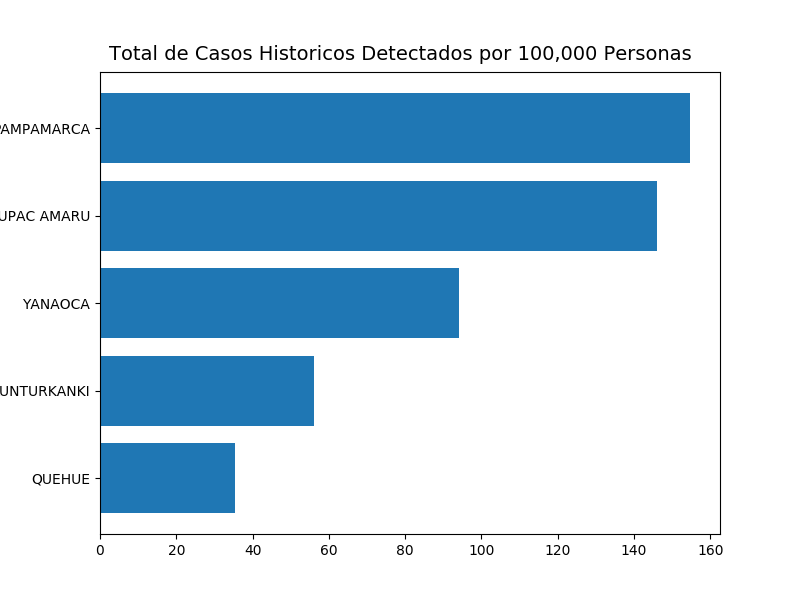 Total de Casos Historicos Detectados por 100,000 Personas
PAMPAMARCA
UPAC AMARU
YANAOCA
UNTURKANKI
QUEHUE
0 20 40 60 80 100 120 140 160